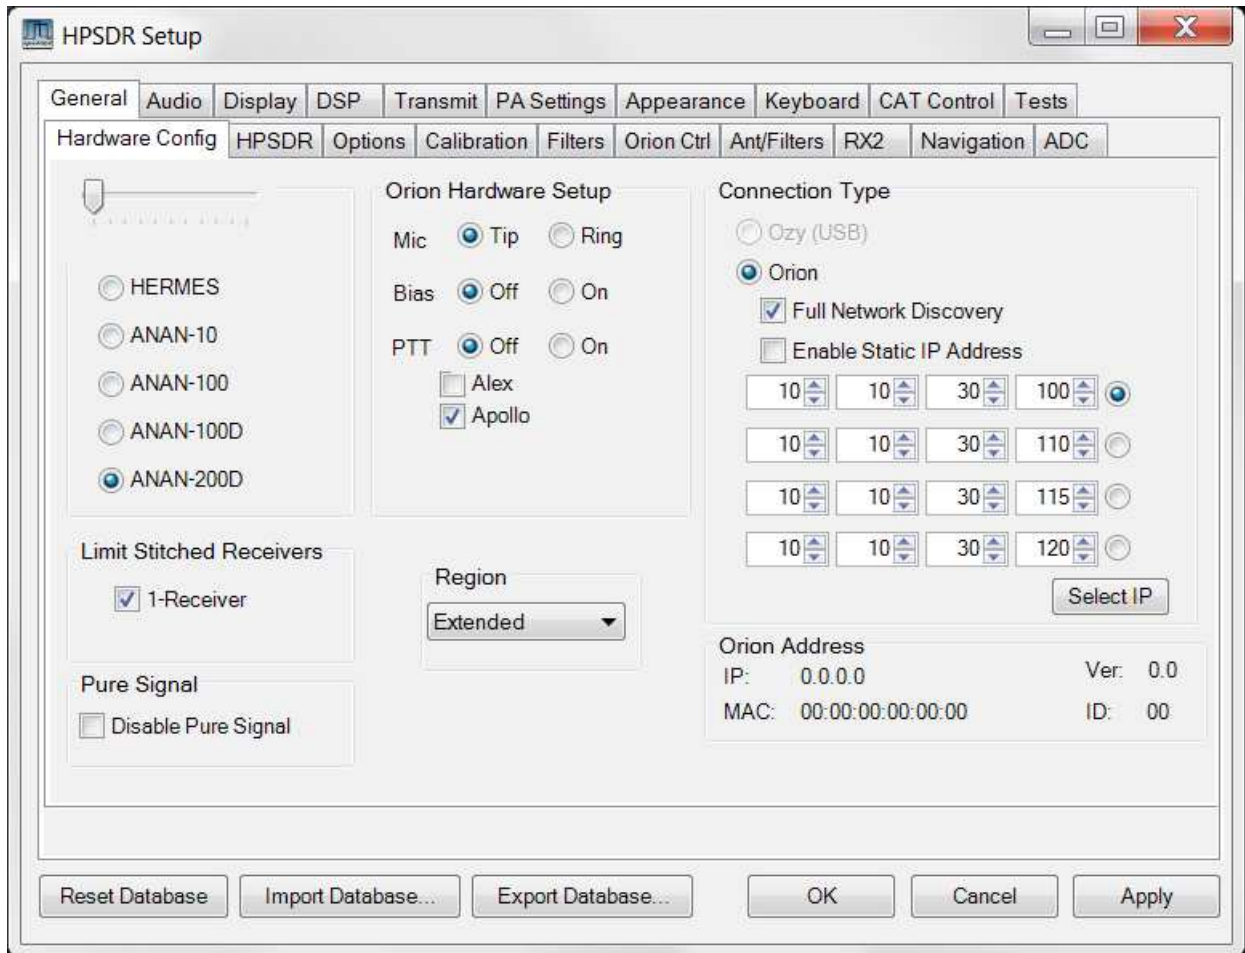 HPSDR Setup
General Audio Display DSP Transmit PA Settings Appearance Keyboard CAT Control Tests
Hardware Config HPSDR Options Calibration Filters Orion Ctrl Ant/Filters RX2 Navigation ADC
HERMES
ANAN-10
ANAN-100
ANAN-100D
ANAN-200D
Limit Stitched Receivers
1-Receiver
Pure Signal
Disable Pure Signal
Orion Hardware Setup
Mic Tip Ring
Bias Off On
PTT Off On
Alex
Apollo
Region
Extended
Connection Type
Ozy (USB)
Orion
Full Network Discovery
Enable Static IP Address
10 10 30 100
10 10 30 110
10 10 30 115
10 10 30 120
Select IP
Orion Address
IP: 0.0.0.0 Ver: 0.0
MAC: 00:00:00:00:00:00 ID: 00
Reset Database Import Database... Export Database... OK Cancel Apply